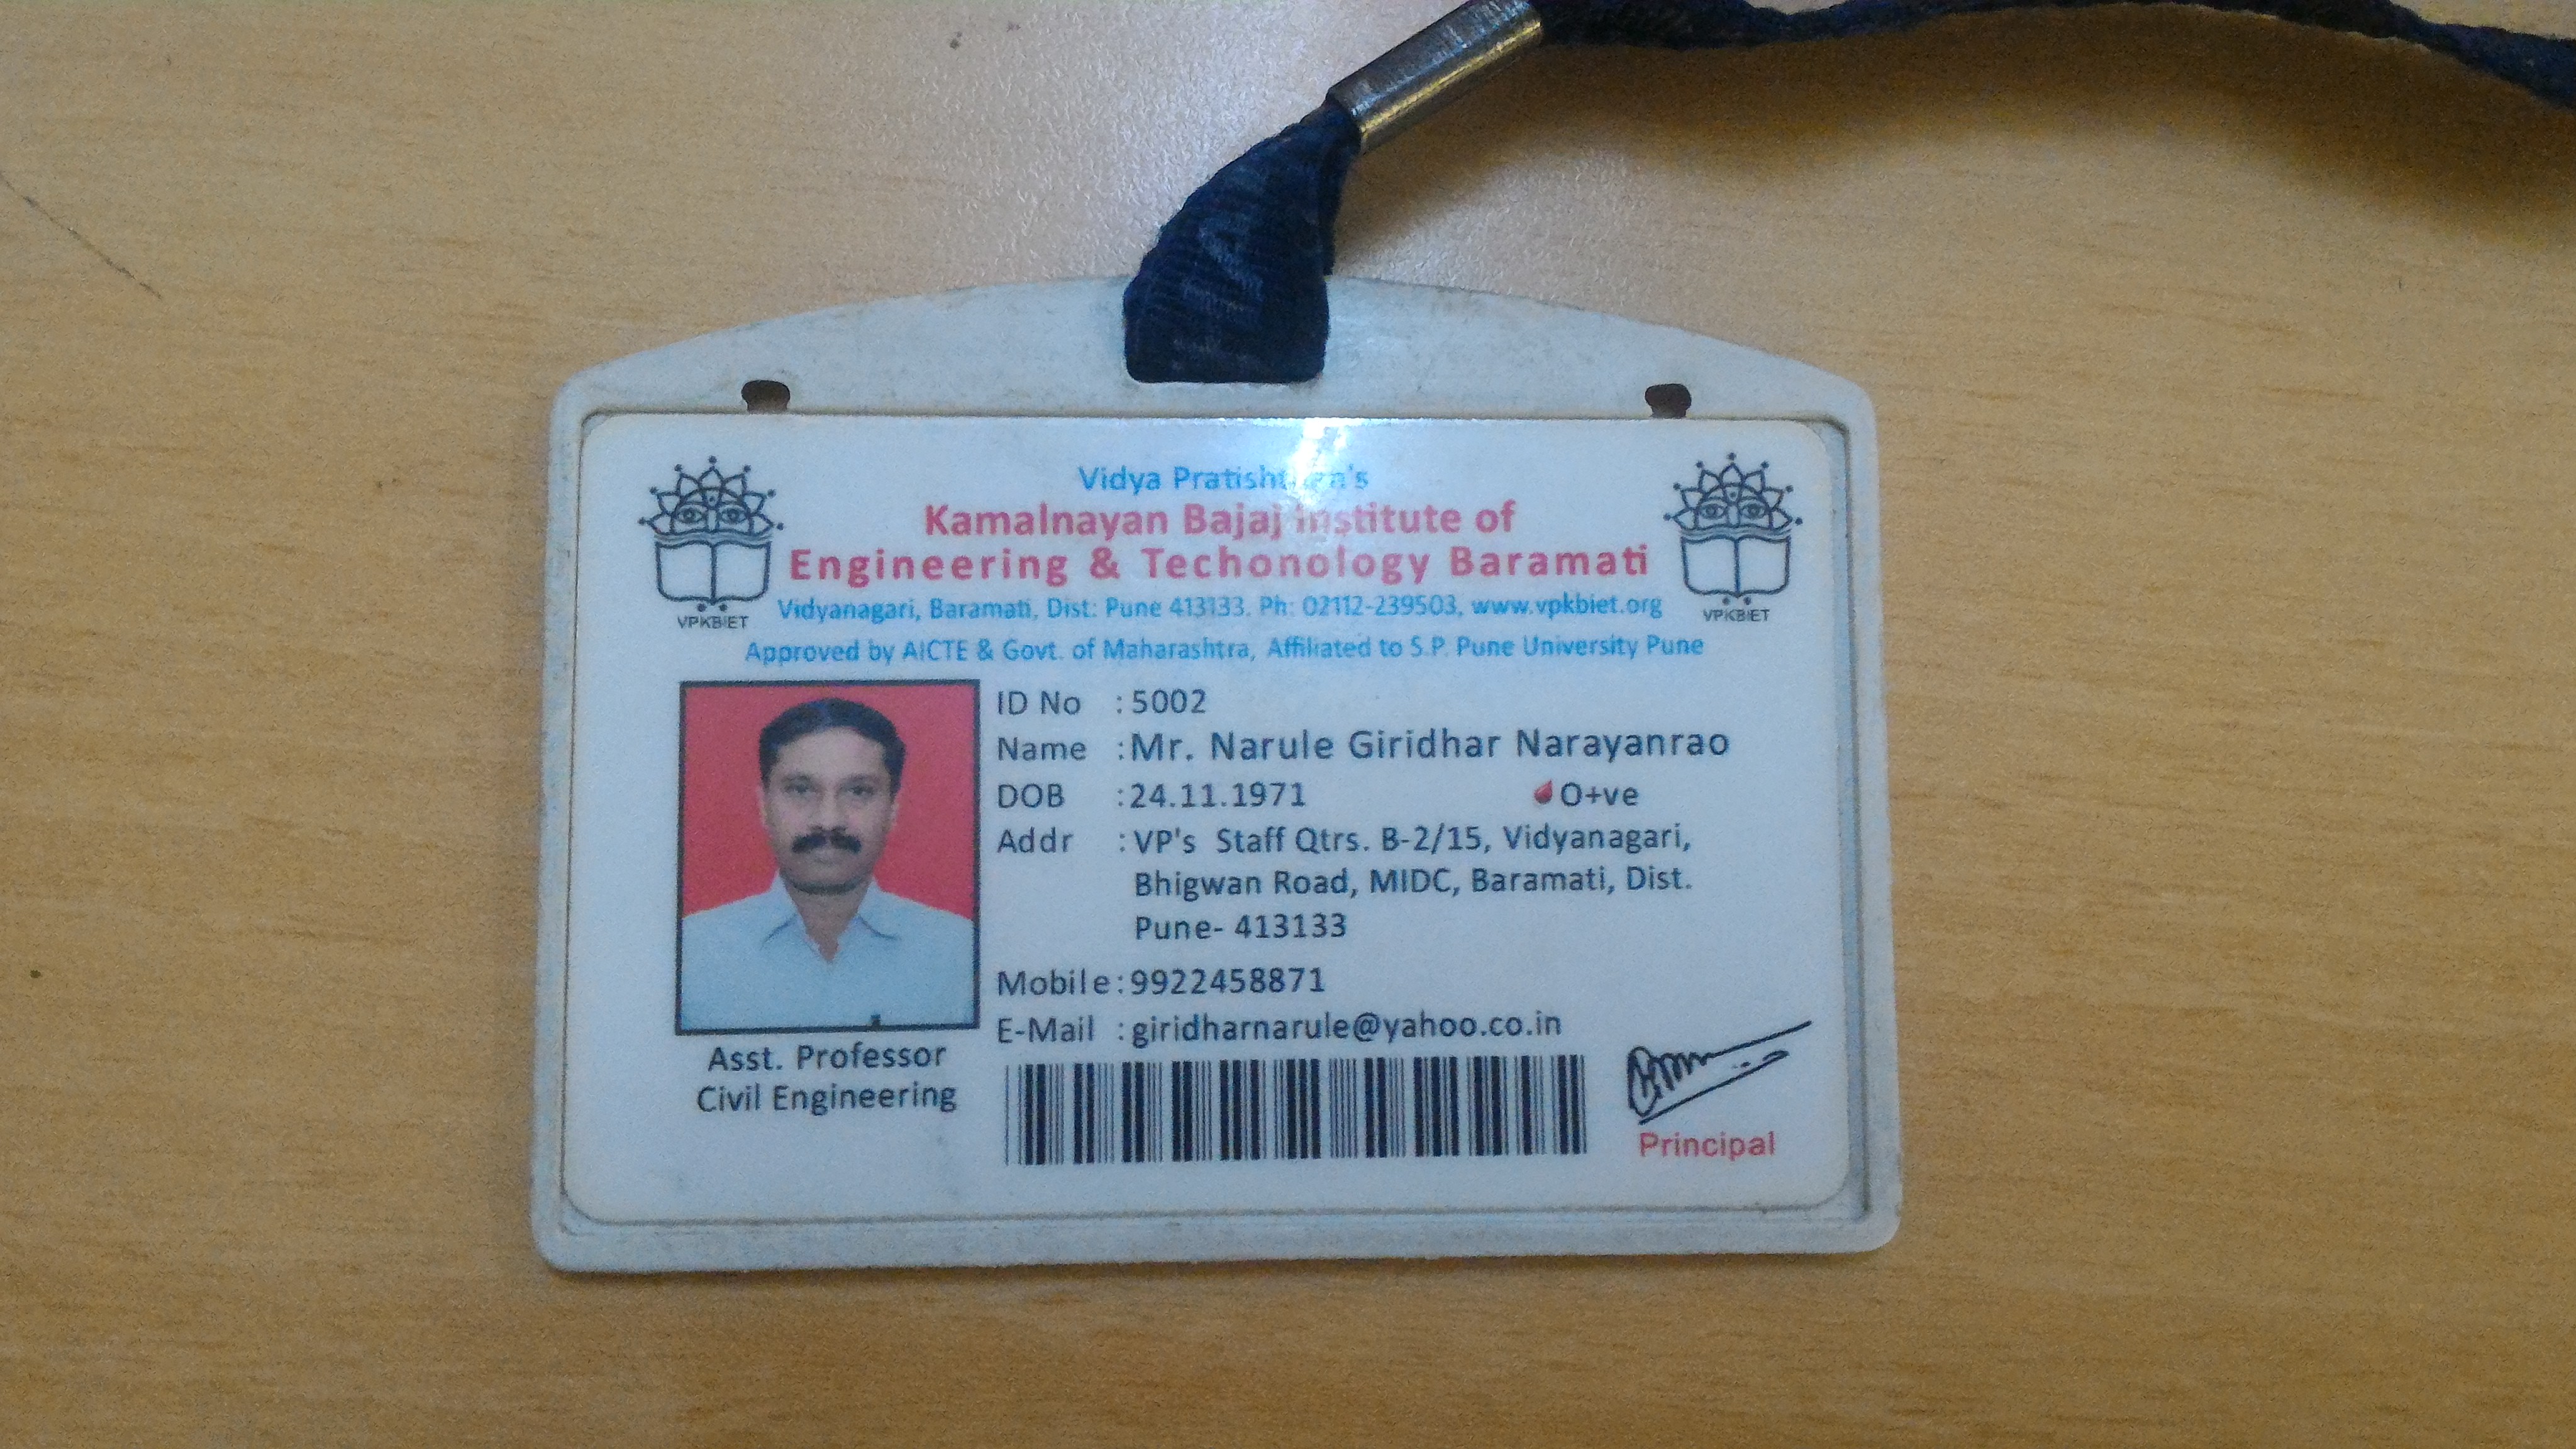 Vidya Pratishthan's
Kamalnayan Bajaj institute of
Engineering & Techonology Baramati
Vidyanagari, Baramati, Dist: Pune 413133. Ph: 02112-239503, www.vpkbiet.org
Approved by AICTE & Govt. of Maharashtra, Affiliated to S.P. Pune University Pune
VPKBIET
VPKBIET
ID No : 5002
Name : Mr. Narule Giridhar Narayanrao
DOB : 24.11.1971 O+ve
Addr : VP's Staff Qtrs. B-2/15, Vidyanagari,
Bhigwan Road, MIDC, Baramati, Dist.
Pune- 413133
Mobile : 9922458871
E-Mail : giridharnarule@yahoo.co.in
Asst. Professor
Civil Engineering
Principal